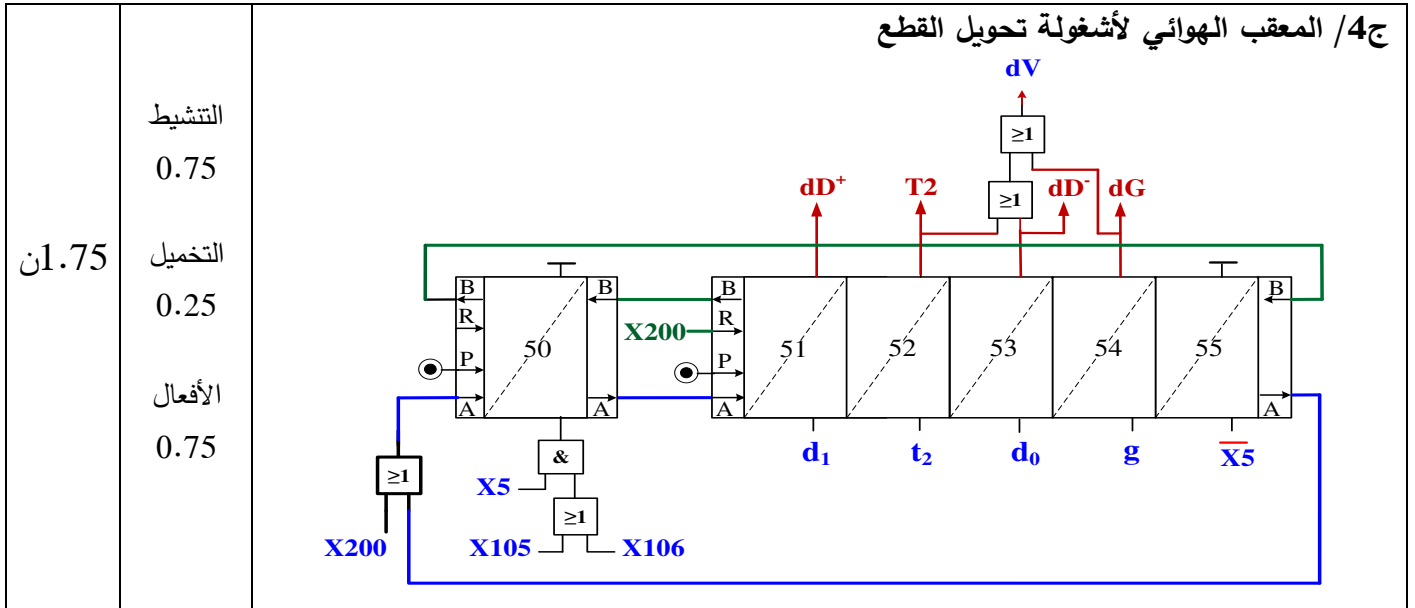 ج4/ المعقب الهوائي لأشغولة تحويل القطع
1.75ن
التنشيط
0.75
التخميل
0.25
الأفعال
0.75
dV
≥1
≥1
dD⁺ T2 dD⁻ dG
B R P A 50 B A
X200
B R P A 51 52 53 54 55 B A
d₁ t₂ d₀ g X̅5̅
≥1
X200
&
X5
≥1
X105 X106